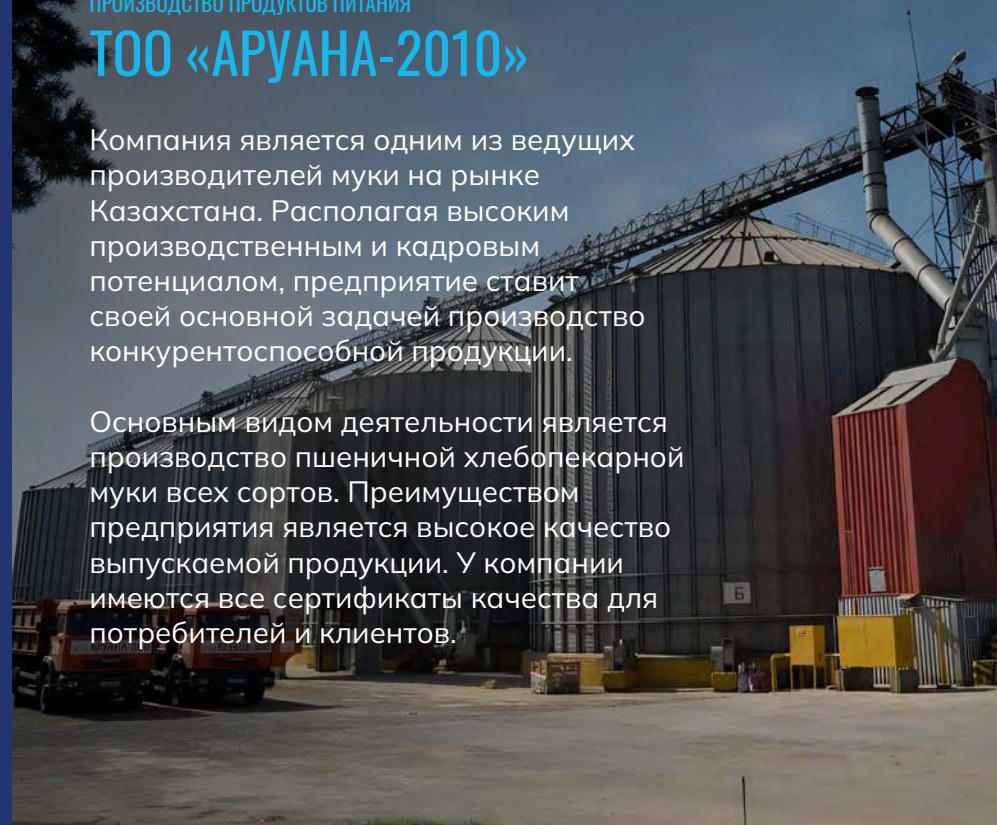 ПРОИЗВОДСТВО ПРОДУКТОВ ПИТАНИЯ
ТОО «АРУАНА-2010»
Компания является одним из ведущих
производителей муки на рынке
Казахстана. Располагая высоким
производственным и кадровым
потенциалом, предприятие ставит
своей основной задачей производство
конкурентоспособной продукции.
Основным видом деятельности является
производство пшеничной хлебопекарной
муки всех сортов. Преимуществом
предприятия является высокое качество
выпускаемой продукции. У компании
имеются все сертификаты качества для
потребителей и клиентов.